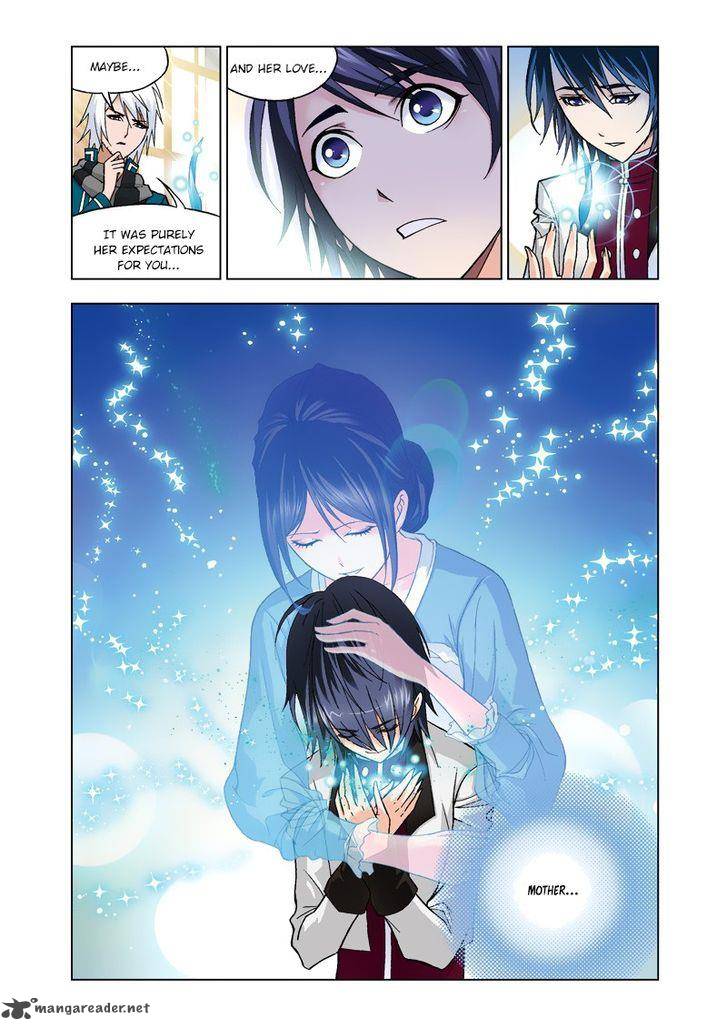 MAYBE...
IT WAS PURELY
HER EXPECTATIONS
FOR YOU...
AND HER LOVE...
MOTHER...
mangareader.net